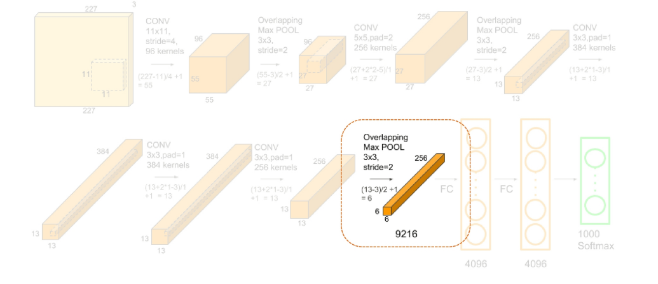 227
3
CONV
11x11,
stride=4,
96 kernels
(227-11)/4 +1
= 55
11
11
227
96
55
55
Overlapping
Max POOL
3x3,
stride=2
(55-3)/2 +1
= 27
96
27
27
CONV
5x5,pad=2
256 kernels
(27+2*2-5)/1
+1 = 27
256
27
27
Overlapping
Max POOL
3x3,
stride=2
(27-3)/2 +1
= 13
256
13
13
CONV
3x3,pad=1
384 kernels
(13+2*1-3)/1
+1 = 13
384
13
13
CONV
3x3,pad=1
384 kernels
(13+2*1-3)/1
+1 = 13
384
13
13
CONV
3x3,pad=1
256 kernels
(13+2*1-3)/1
+1 = 13
256
13
13
Overlapping
Max POOL
3x3,
stride=2
(13-3)/2 +1
= 6
256
6
6
9216
FC
4096
FC
4096
1000
Softmax